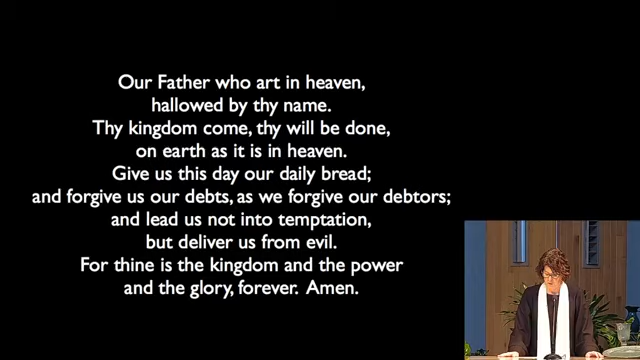 Our Father who art in heaven,
hallowed by thy name.
Thy kingdom come, thy will be done,
on earth as it is in heaven.
Give us this day our daily bread;
and forgive us our debts, as we forgive our debtors;
and lead us not into temptation,
but deliver us from evil.
For thine is the kingdom and the power
and the glory, forever.  Amen.